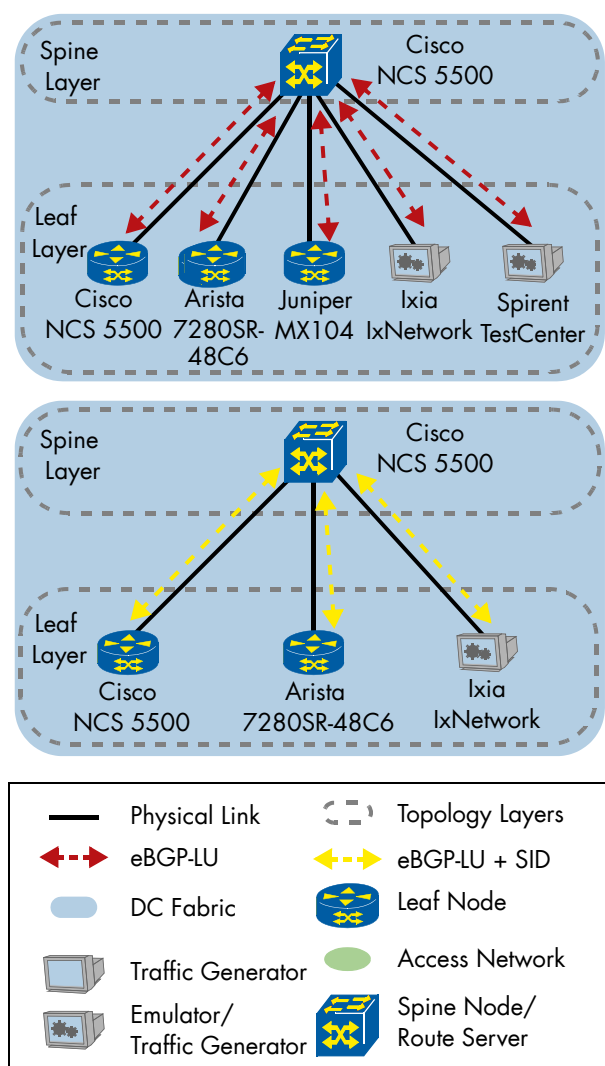 Spine
Layer
Cisco
NCS 5500
Leaf
Layer
Cisco
NCS 5500
Arista
7280SR-
48C6
Juniper
MX104
Ixia
IxNetwork
Spirent
TestCenter
Spine
Layer
Cisco
NCS 5500
Leaf
Layer
Cisco
NCS 5500
Arista
7280SR-48C6
Ixia
IxNetwork
Physical Link
Topology Layers
eBGP-LU
eBGP-LU + SID
DC Fabric
Leaf Node
Traffic Generator
Access Network
Emulator/
Traffic Generator
Spine Node/
Route Server